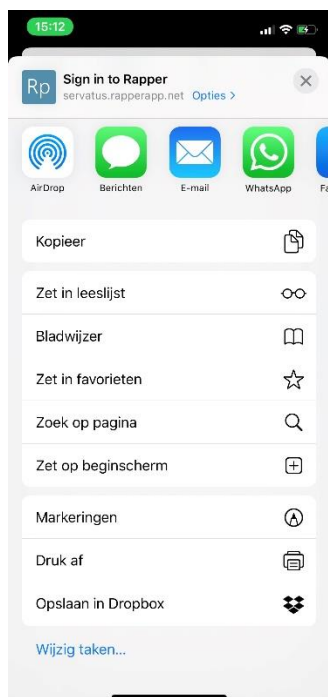 15:12
Rp
Sign in to Rapper
servatus.rapperapp.net Opties >
AirDrop Berichten E-mail WhatsApp Fa
Kopieer
Zet in leeslijst
Bladwijzer
Zet in favorieten
Zoek op pagina
Zet op beginscherm
Markeringen
Druk af
Opslaan in Dropbox
Wijzig taken...